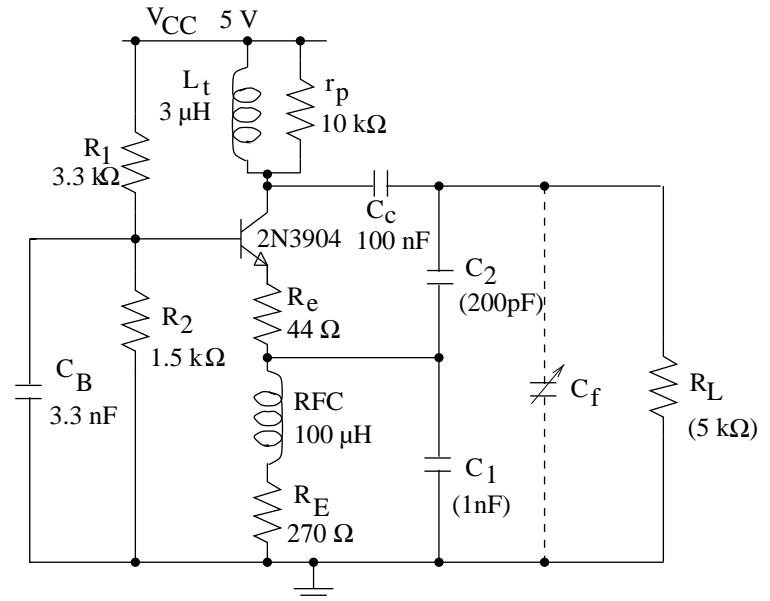 VCC 5 V
Lt
3 µH
rp
10 kΩ
R1
3.3 kΩ
Cc
100 nF
2N3904
C2
(200pF)
Re
44 Ω
R2
1.5 kΩ
CB
3.3 nF
RFC
100 µH
Cf
RL
(5 kΩ)
C1
(1nF)
RE
270 Ω